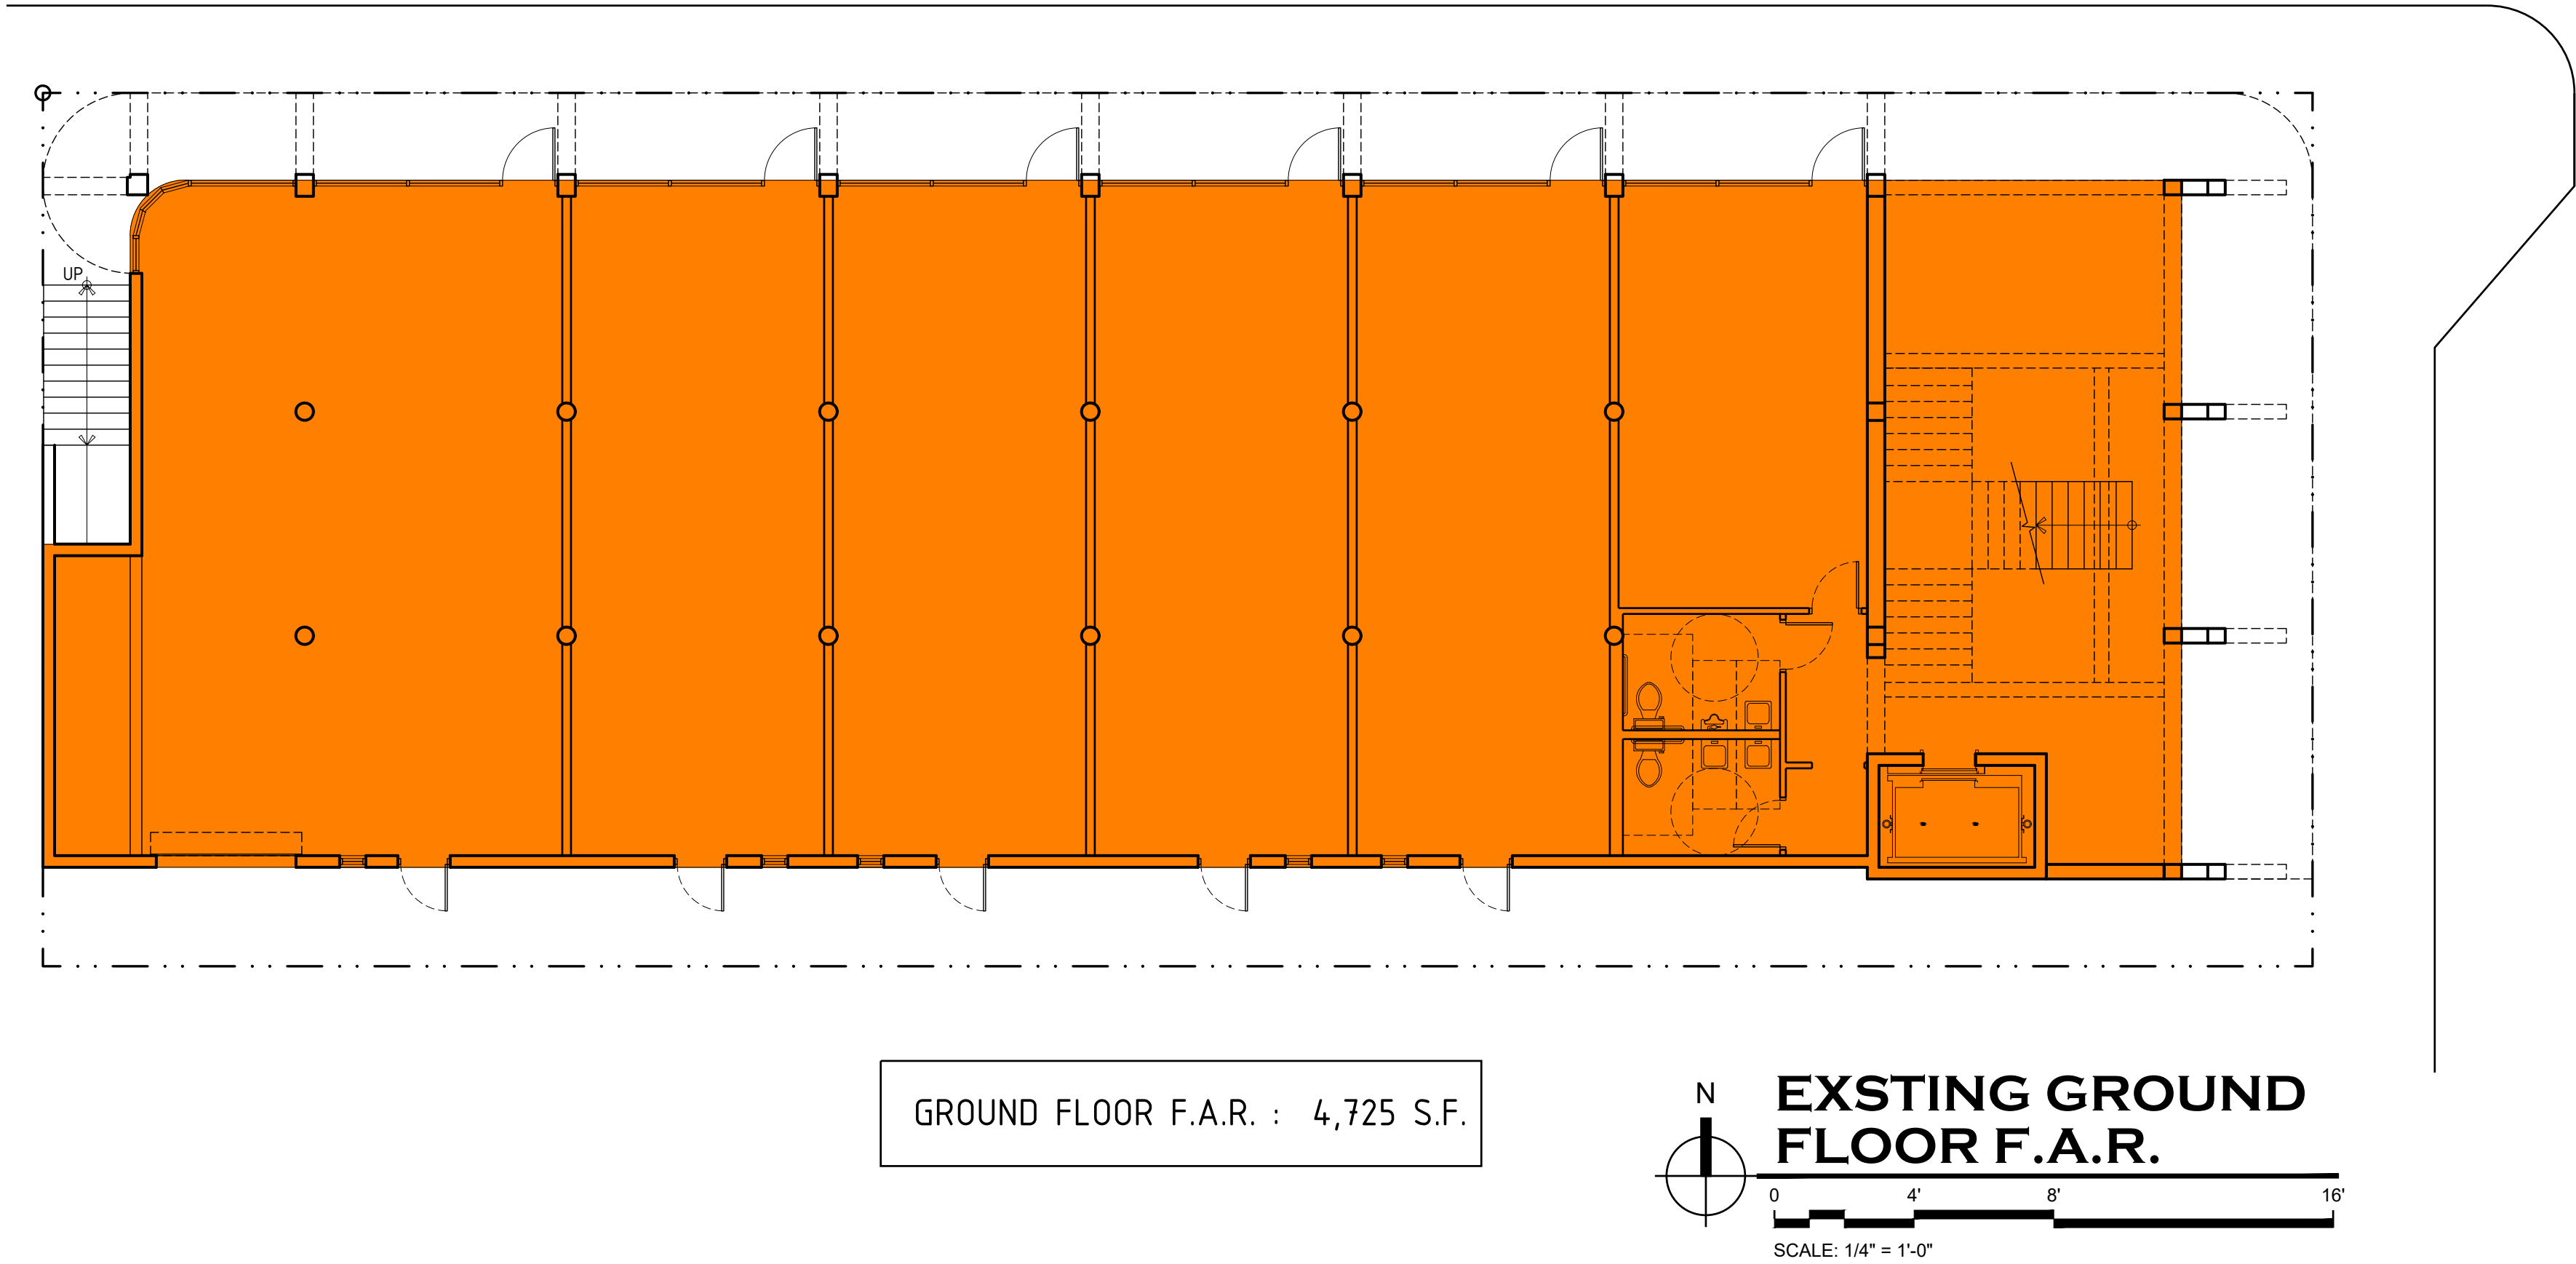 UP
GROUND FLOOR F.A.R. : 4,725 S.F.
N
EXSTING GROUND
FLOOR F.A.R.
0 4' 8' 16'
SCALE: 1/4" = 1'-0"